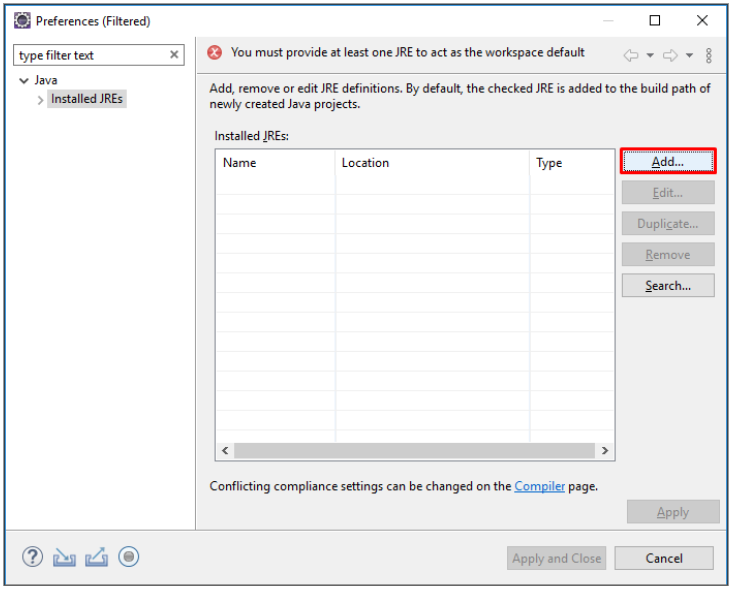 Preferences (Filtered)
type filter text
Java
Installed JREs
You must provide at least one JRE to act as the workspace default
Add, remove or edit JRE definitions. By default, the checked JRE is added to the build path of
newly created Java projects.
Installed JREs:
Name Location Type
Add...
Edit...
Duplicate...
Remove
Search...
Conflicting compliance settings can be changed on the Compiler page.
Apply
Apply and Close Cancel